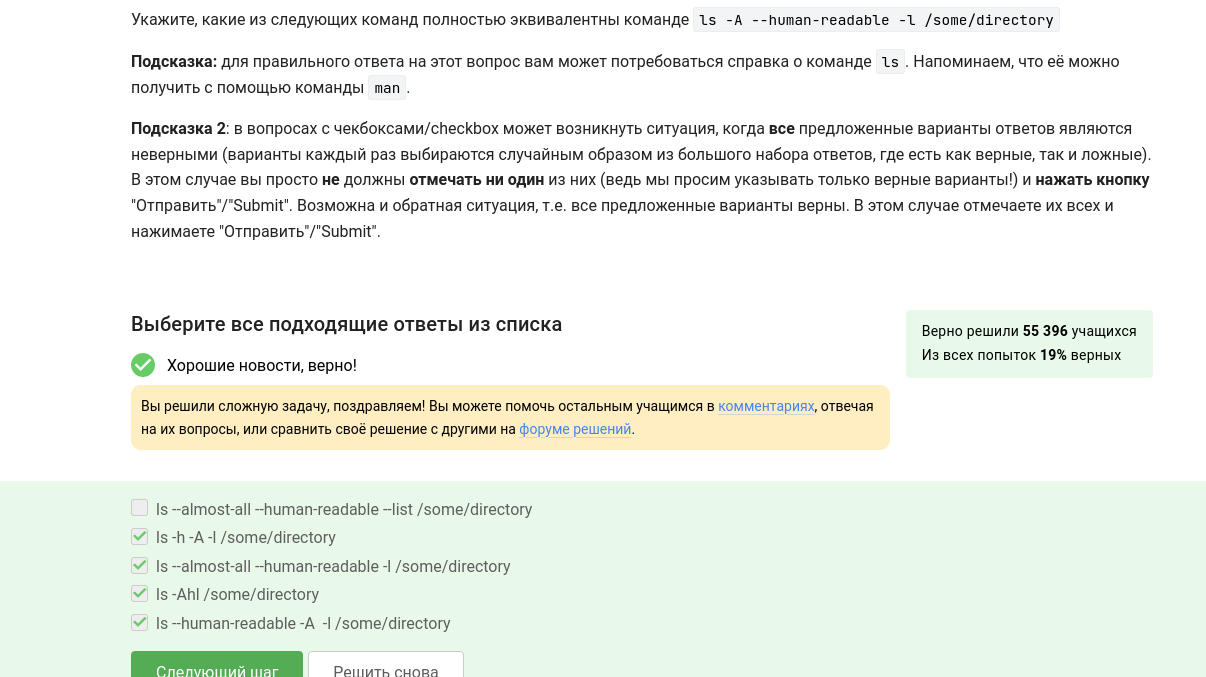 Укажите, какие из следующих команд полностью эквивалентны команде ls -A --human-readable -l /some/directory
Подсказка: для правильного ответа на этот вопрос вам может потребоваться справка о команде ls. Напоминаем, что её можно
получить с помощью команды man.
Подсказка 2: в вопросах с чекбоксами/checkbox может возникнуть ситуация, когда все предложенные варианты ответов являются
неверными (варианты каждый раз выбираются случайным образом из большого набора ответов, где есть как верные, так и ложные).
В этом случае вы просто не должны отмечать ни один из них (ведь мы просим указывать только верные варианты!) и нажать кнопку
"Отправить"/"Submit". Возможна и обратная ситуация, т.е. все предложенные варианты верны. В этом случае отмечаете их всех и
нажимаете "Отправить"/"Submit".
Выберите все подходящие ответы из списка
Верно решили 55 396 учащихся
Из всех попыток 19% верных
Хорошие новости, верно!
Вы решили сложную задачу, поздравляем! Вы можете помочь остальным учащимся в комментариях, отвечая
на их вопросы, или сравнить своё решение с другими на форуме решений.
ls --almost-all --human-readable --list /some/directory
ls -h -A -l /some/directory
ls --almost-all --human-readable -l /some/directory
ls -Ahl /some/directory
ls --human-readable -A  -l /some/directory
Следующий шаг
Решить снова